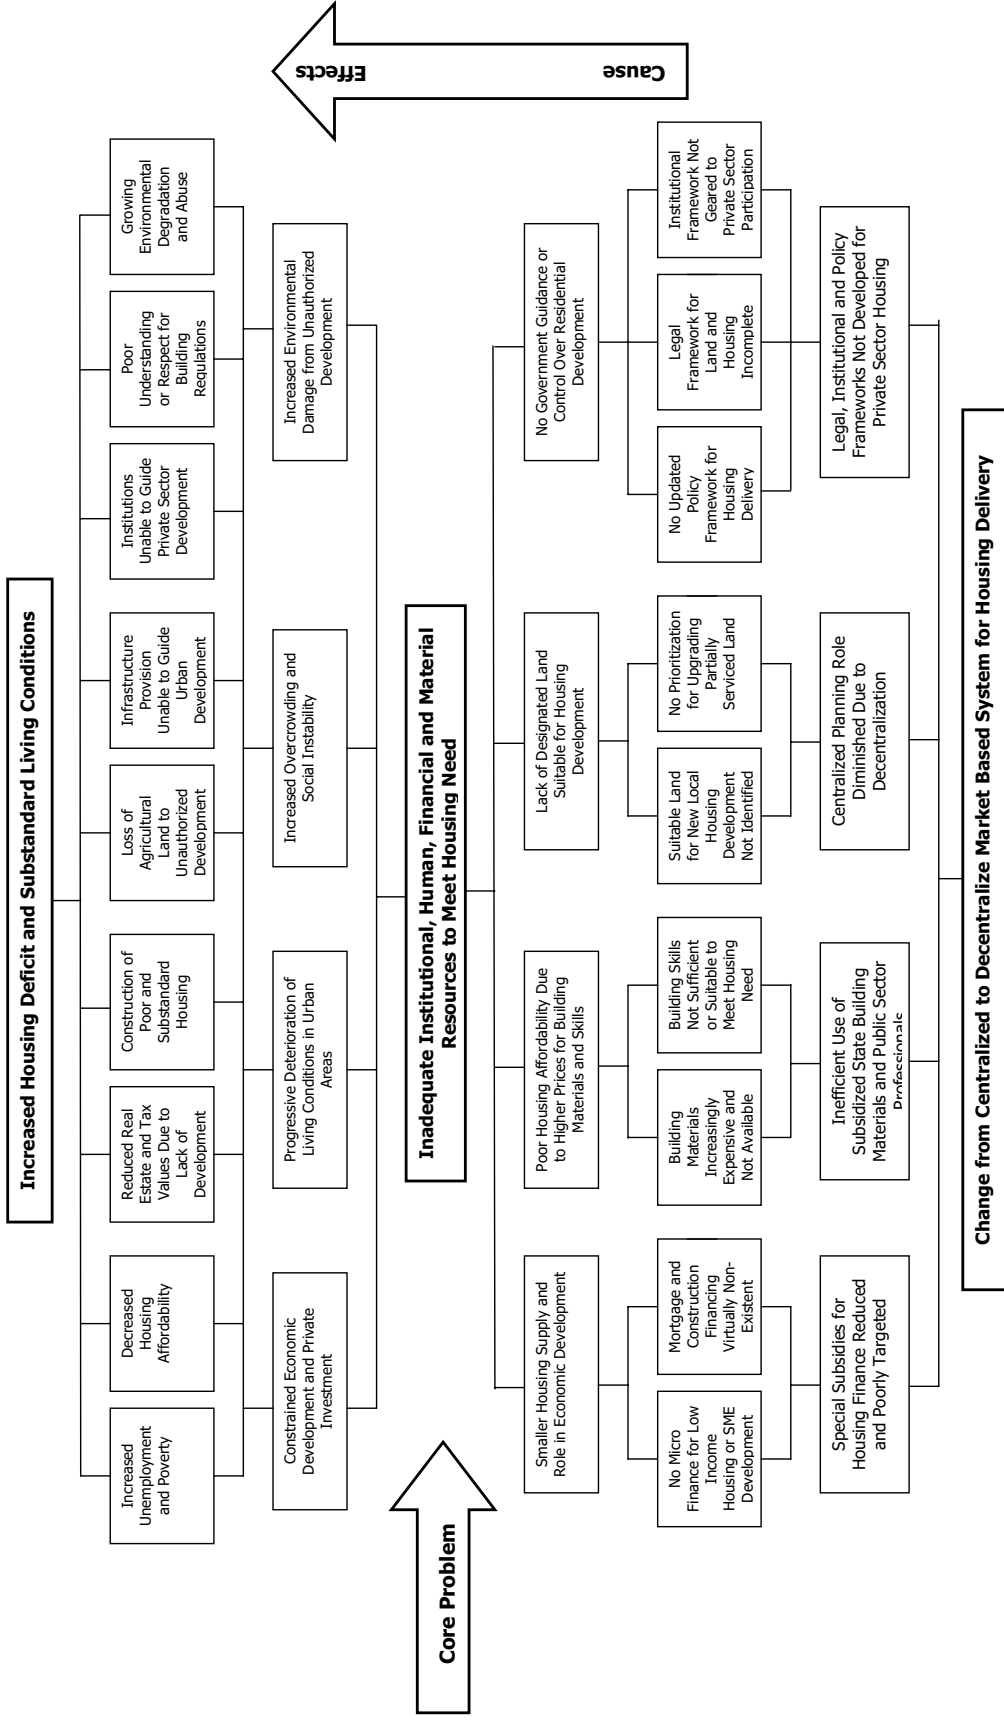 Increased Housing Deficit and Substandard Living Conditions
Increased
Unemployment
and Poverty
Decreased
Housing
Affordability
Reduced Real
Estate and Tax
Values Due to
Lack of
Development
Construction of
Poor and
Substandard
Housing
Loss of
Agricultural
Land to
Unauthorized
Development
Infrastructure
Provision
Unable to Guide
Urban
Development
Institutions
Unable to Guide
Private Sector
Development
Poor
Understanding
or Respect for
Building
Regulations
Growing
Environmental
Degradation
and Abuse
Constrained Economic
Development and Private
Investment
Progressive Deterioration of
Living Conditions in Urban
Areas
Increased Overcrowding and
Social Instability
Increased Environmental
Damage from Unauthorized
Development
Effects
Cause
Core Problem
Inadequate Institutional, Human, Financial and Material
Resources to Meet Housing Need
Smaller Housing Supply and
Role in Economic Development
Poor Housing Affordability Due
to Higher Prices for Building
Materials and Skills
Lack of Designated Land
Suitable for Housing
Development
No Government Guidance or
Control Over Residential
Development
No Micro
Finance for Low
Income
Housing or SME
Development
Mortgage and
Construction
Financing
Virtually Non-
Existent
Building
Materials
Increasingly
Expensive and
Not Available
Building Skills
Not Sufficient
or Suitable to
Meet Housing
Need
Suitable Land
for New Local
Housing
Development
Not Identified
No Prioritization
for Upgrading
Partially
Serviced Land
No Updated
Policy
Framework for
Housing
Delivery
Legal
Framework for
Land and
Housing
Incomplete
Institutional
Framework Not
Geared to
Private Sector
Participation
Special Subsidies for
Housing Finance Reduced
and Poorly Targeted
Inefficient Use of
Subsidized State Building
Materials and Public Sector
Professionals
Centralized Planning Role
Diminished Due to
Decentralization
Legal, Institutional and Policy
Frameworks Not Developed for
Private Sector Housing
Change from Centralized to Decentralize Market Based System for Housing Delivery